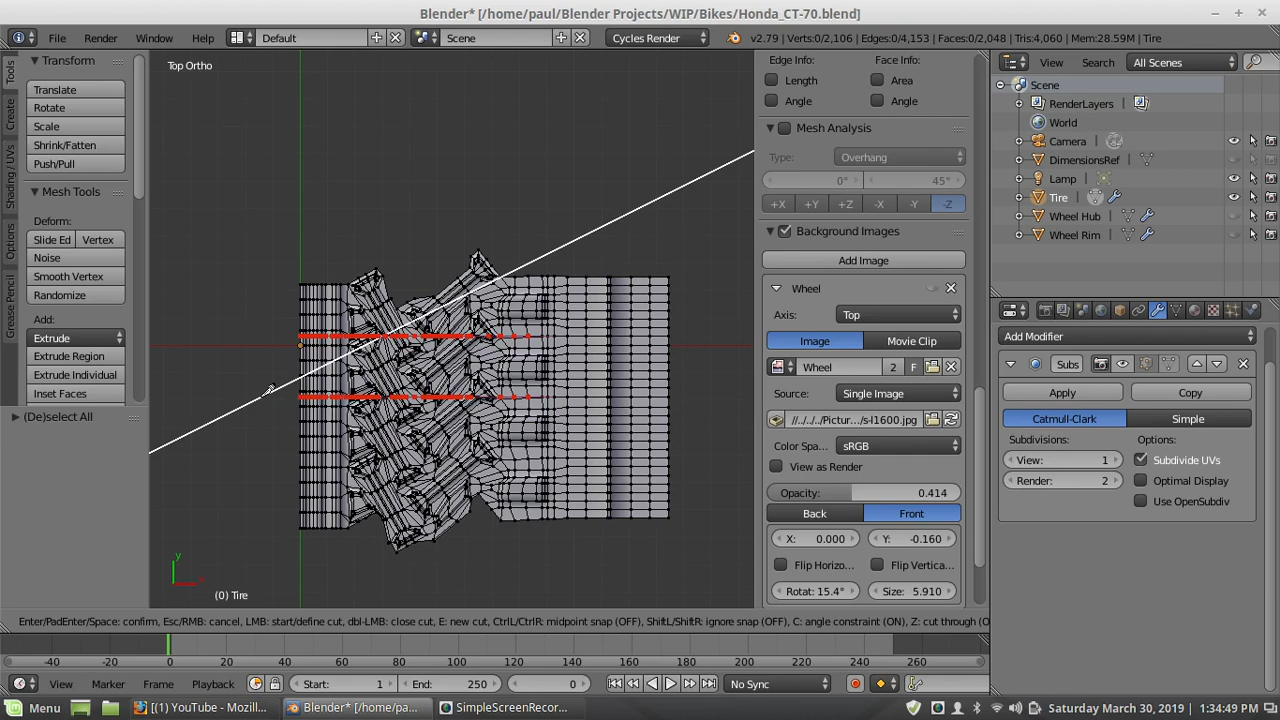 Blender* [/home/paul/Blender Projects/WIP/Bikes/Honda_CT-70.blend]
File Render Window Help Default Scene Cycles Render v2.79 | Verts:0/2,106 | Edges:0/4,153 | Faces:0/2,048 | Tris:4,060 | Mem:28.59M | Tire
Tools
Create
Shading / UVs
Options
Grease Pencil
Transform
Translate
Rotate
Scale
Shrink/Fatten
Push/Pull
Mesh Tools
Deform:
Slide Ed Vertex
Noise
Smooth Vertex
Randomize
Add:
Extrude
Extrude Region
Extrude Individual
Inset Faces
(De)select All
Top Ortho
y
(0) Tire
Edge Info: Face Info:
Length Area
Angle Angle
Mesh Analysis
Type: Overhang
0° 45°
+X +Y +Z -X -Y -Z
Background Images
Add Image
Wheel
Axis: Top
Image Movie Clip
Wheel 2 F
Source: Single Image
//../../../Pictur.../s-l1600.jpg
Color Spa... sRGB
View as Render
Opacity: 0.414
Back Front
X: 0.000 Y: -0.160
Flip Horizo... Flip Vertica...
Rotat: 15.4° Size: 5.910
View Search All Scenes
Scene
RenderLayers
World
Camera
DimensionsRef
Lamp
Tire
Wheel Hub
Wheel Rim
Add Modifier
Subs
Apply Copy
Catmull-Clark Simple
Subdivisions: Options:
View: 1 Subdivide UVs
Render: 2 Optimal Display
Use OpenSubdiv
Enter/PadEnter/Space: confirm, Esc/RMB: cancel, LMB: start/define cut, dbl-LMB: close cut, E: new cut, CtrlL/CtrlR: midpoint snap (OFF), ShiftL/ShiftR: ignore snap (OFF), C: angle constraint (ON), Z: cut through (O
-40 -20 0 20 40 60 80 100 120 140 160 180 200 220 240 260
View Marker Frame Playback Start: 1 End: 250 0 No Sync
Menu [(1) YouTube - Mozill... Blender* [/home/pa... [SimpleScreenRecor... Saturday March 30, 2019 | 1:34:49 PM